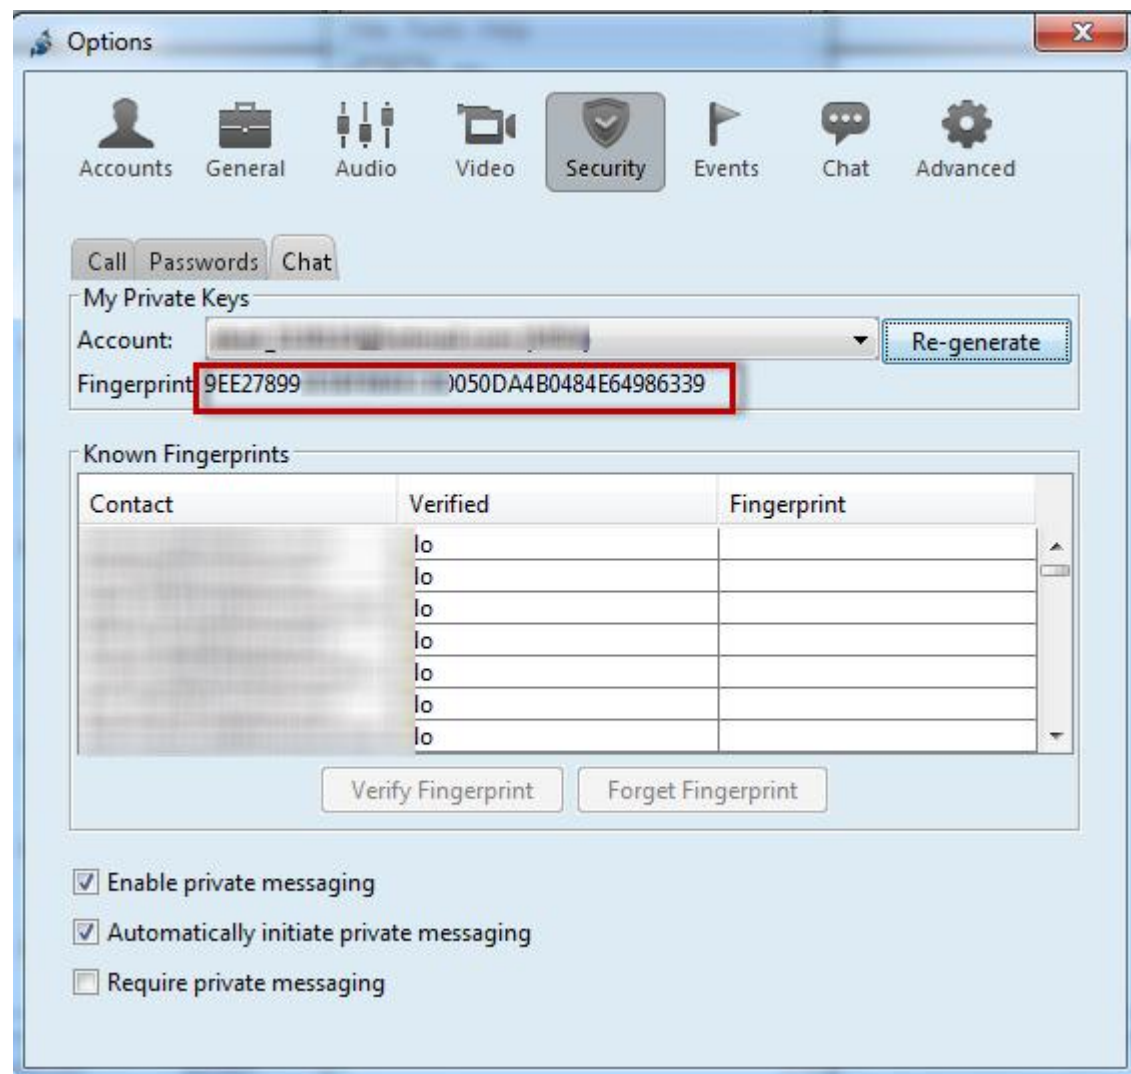 Options
Accounts General Audio Video Security Events Chat Advanced
Call Passwords Chat
My Private Keys
Account:
Re-generate
Fingerprint 9EE27899 0050DA4B0484E64986339
Known Fingerprints
Contact Verified Fingerprint
lo
lo
lo
lo
lo
lo
lo
Verify Fingerprint Forget Fingerprint
Enable private messaging
Automatically initiate private messaging
Require private messaging